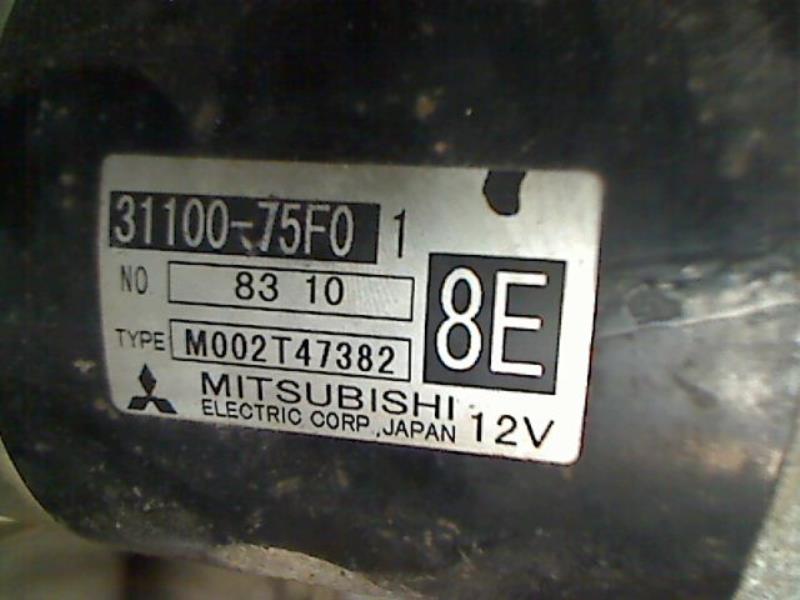 31100-75F0 1
NO 83 10
8E
TYPE M002T47382
MITSUBISHI
ELECTRIC CORP.,JAPAN 12V